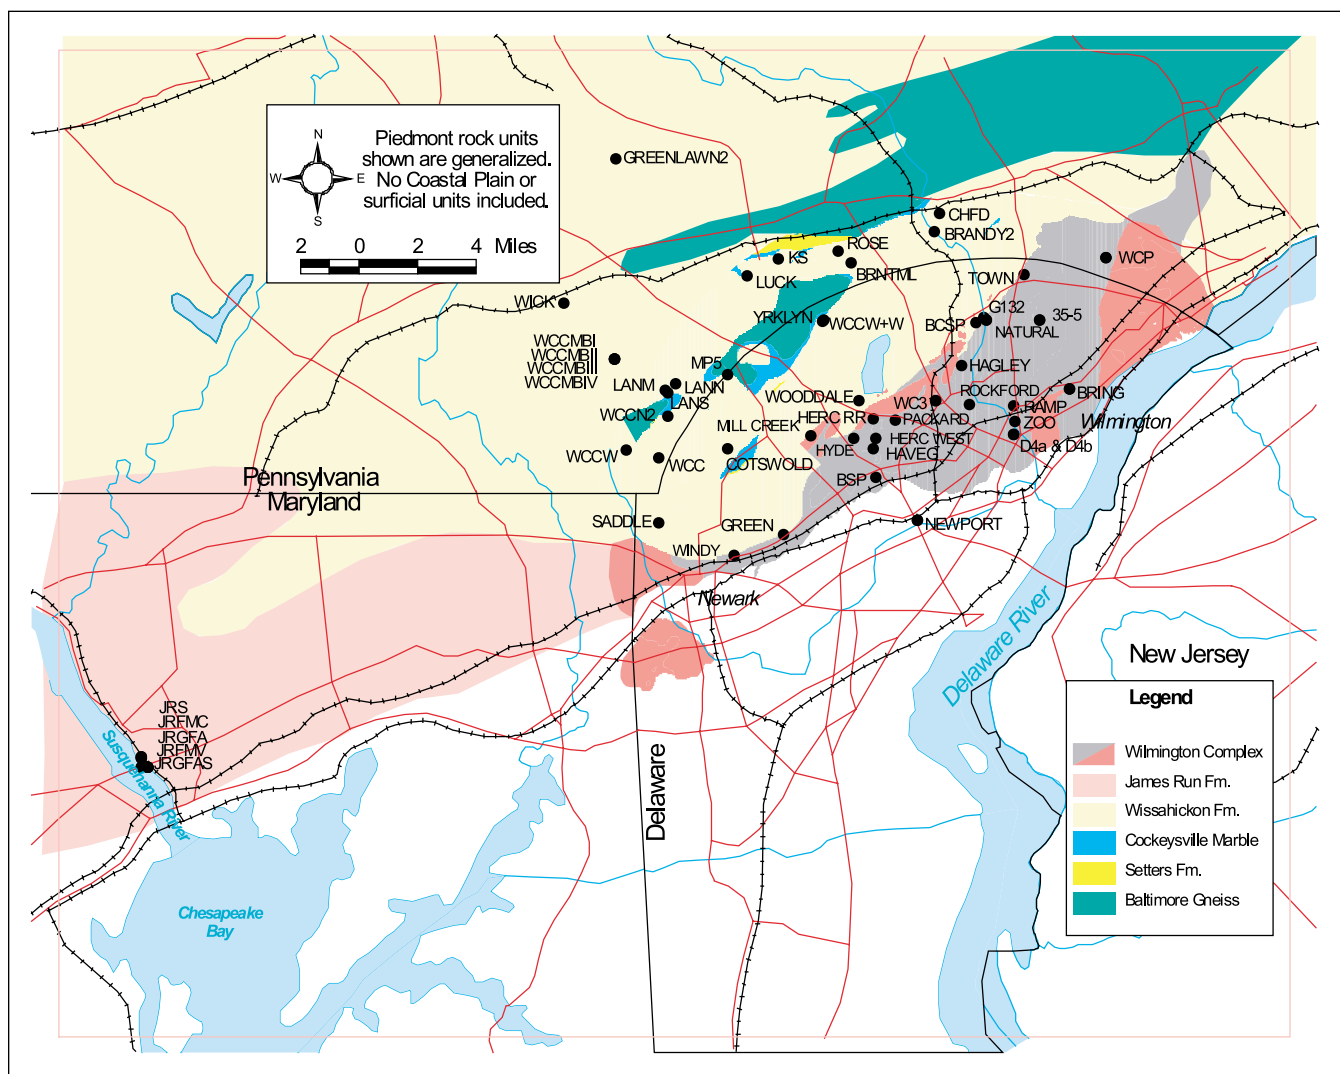 Piedmont rock units
shown are generalized.
No Coastal Plain or
surficial units included.
N
W
E
S
2 0 2 4 Miles
GREENLAWN2
CHFD
BRANDY2
ROSE
KS
BRNTML
LUCK
WCP
TOWN
WICK
YRKLYN
WCCW+W
G132
BCSP
NATURAL
35-5
WCCMBI
WCCMBII
WCCMBIII
WCCMBIV
MP5
HAGLEY
LANM
LANN
LANS
WOODDALE
WC3
ROCKFORD
BRING
RAMP
WCCN2
HERC RR
PACKARD
ZOO
Wilmington
MILL CREEK
HYDE
HERC WEST
D4a & D4b
HAVEG
WCCW
WCC
COTSWOLD
BSP
Pennsylvania
Maryland
SADDLE
GREEN
NEWPORT
WINDY
Newark
Delaware River
New Jersey
JRS
JRFMC
JRGFA
JRFMV
JRGFAS
Susquehanna River
Delaware
Chesapeake
Bay
Legend
Wilmington Complex
James Run Fm.
Wissahickon Fm.
Cockeysville Marble
Setters Fm.
Baltimore Gneiss